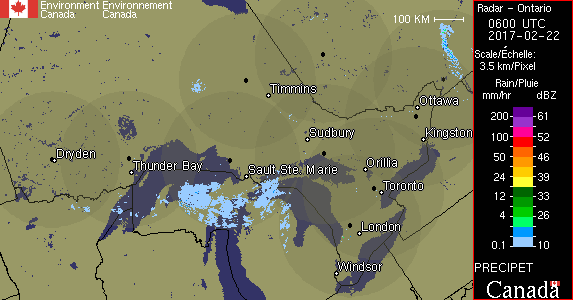 Environment Environnement
Canada Canada
100 KM
Timmins
Ottawa
Sudbury
Kingston
Dryden
Thunder Bay
Sault Ste. Marie
Orillia
Toronto
London
Windsor
Radar - Ontario
0600 UTC
2017-02-22
Scale/Échelle:
3.5 km/Pixel
Rain/Pluie
mm/hr dBZ
200 61
100 52
50 46
24 39
12 33
4 26
0.1 10
PRECIPET
Canada